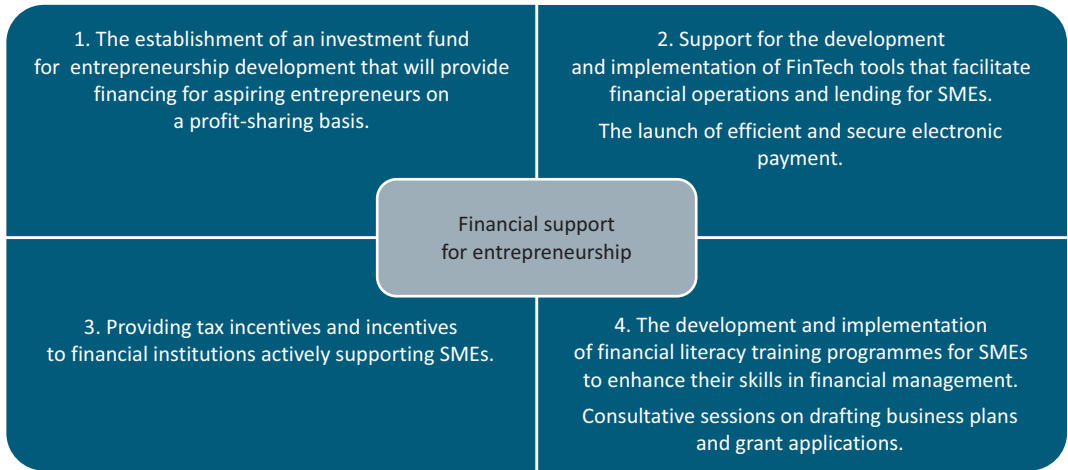 1. The establishment of an investment fund
for entrepreneurship development that will provide
financing for aspiring entrepreneurs on
a profit-sharing basis.
2. Support for the development
and implementation of FinTech tools that facilitate
financial operations and lending for SMEs.
The launch of efficient and secure electronic
payment.
Financial support
for entrepreneurship
3. Providing tax incentives and incentives
to financial institutions actively supporting SMEs.
4. The development and implementation
of financial literacy training programmes for SMEs
to enhance their skills in financial management.
Consultative sessions on drafting business plans
and grant applications.